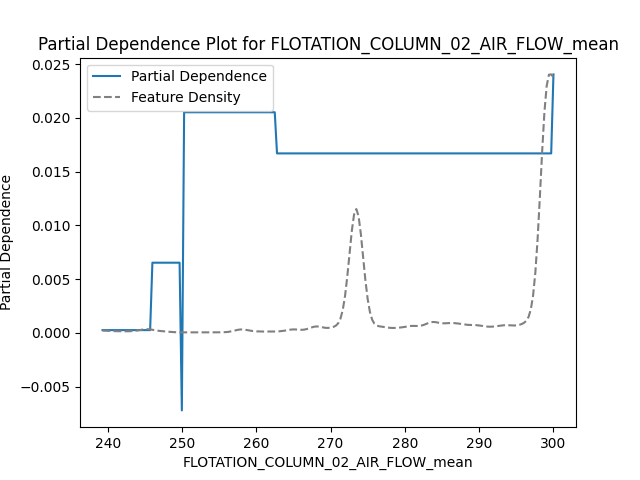 Partial Dependence Plot for FLOTATION_COLUMN_02_AIR_FLOW_mean
Partial Dependence
Feature Density
0.025
0.020
0.015
0.010
0.005
0.000
−0.005
Partial Dependence
240 250 260 270 280 290 300
FLOTATION_COLUMN_02_AIR_FLOW_mean